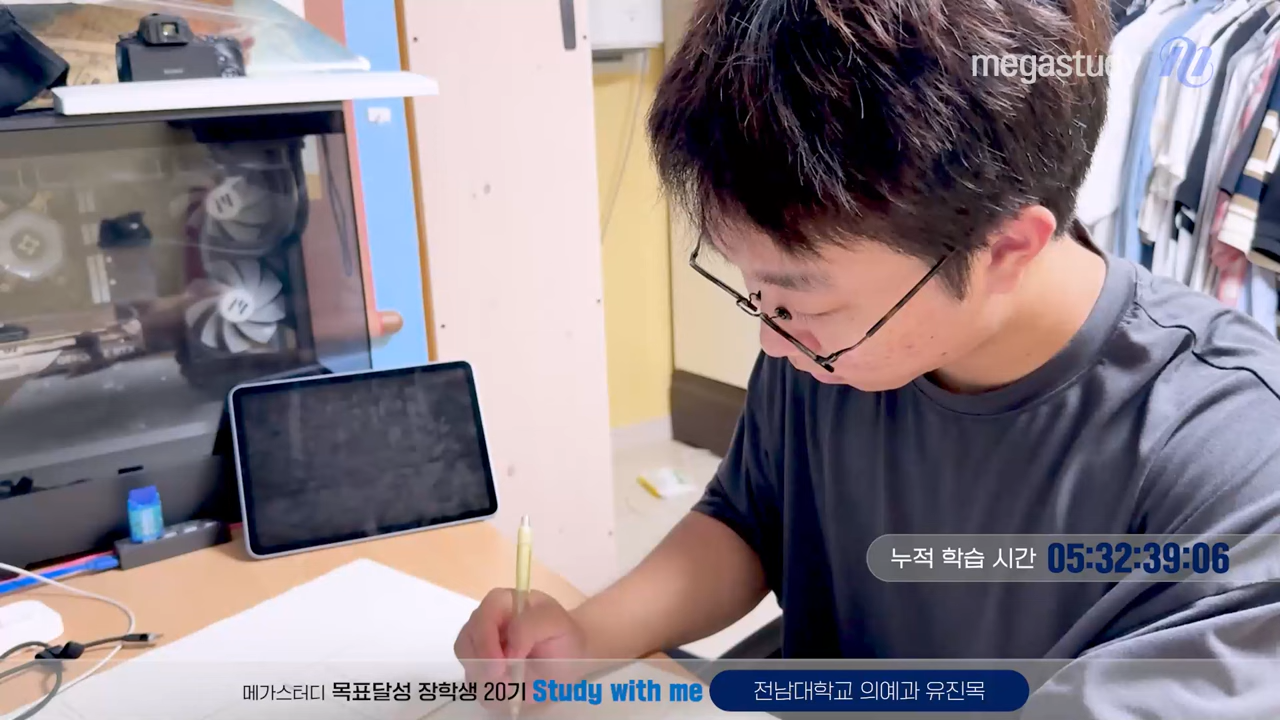 megastudy
누적 학습 시간 05:32:39:06
메가스터디 목표달성 장학생 20기 Study with me 전남대학교 의예과 유진목